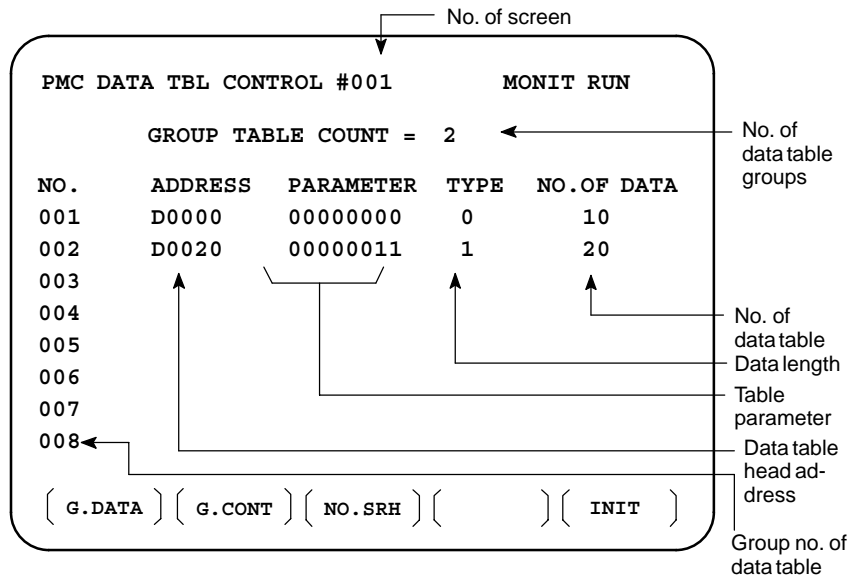 No. of screen
PMC DATA TBL CONTROL #001 MONIT RUN
GROUP TABLE COUNT = 2
No. of
data table
groups
NO. ADDRESS PARAMETER TYPE NO.OF DATA
001 D0000 00000000 0 10
002 D0020 00000011 1 20
003
004
005
006
007
008
No. of
data table
Data length
Table
parameter
Data table
head ad-
dress
G.DATA G.CONT NO.SRH INIT
Group no. of
data table